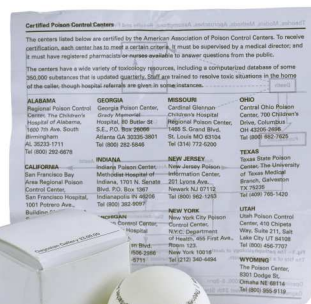 Certified Poison Control Centers
The centers listed below are certified by the American Association of Poison Control Centers. To receive
certification, each center has to meet a certain criteria. It must be supervised by a medical director, and
it must have registered pharmacists or nurses available to answer questions from the public.
The centers have a wide variety of toxicology resources, including a computerized database of some
350,000 substances that is updated quarterly. Staff are trained to resolve toxic situations in the home
of the caller, though hospital referrals are given in some instances.
ALABAMA
Regional Poison Control
Center, The Children's
Hospital of Alabama,
1600 7th Ave. South
Birmingham
AL 35233-1711
Tel (800) 292-6678
CALIFORNIA
San Francisco Bay
Area Regional Poison
Control Center,
San Francisco Hospital,
1001 Potrero Ave.,
Building
GEORGIA
Georgia Poison Center,
Grady Memorial
Hospital, 80 Butler St
S.E., P.O. Box 26066
Atlanta GA 30335-3801
Tel (800) 282-5846
INDIANA
Indiana Poison Center,
Methodist Hospital of
Indiana, 1701 N. Senate
Blvd. P.O. Box 1367
Indianapolis IN 46206
Tel (800) 382-9097
MICHIGAN
Hospital
Blvd.
MISSOURI
Cardinal Glennon
Children's Hospital
Regional Poison Center,
1465 S. Grand Blvd.
St. Louis MO 63104
Tel (314) 772-5200
NEW JERSEY
New Jersey Poison
Information Center,
201 Lyons Ave.
Newark NJ 07112
Tel (800) 962-1253
NEW YORK
New York City Poison
Control Center,
N.Y.C. Department
of Health, 455 First Ave.,
Room 123
New York 10016
Tel (212) 340-4494
OHIO
Central Ohio Poison
Center, 700 Children's
Drive, Columbus
OH 43205-2696
Tel (800) 682-7625
TEXAS
Texas State Poison
Center, The University
of Texas Medical
Branch, Galveston
TX 75236
Tel (409) 765-1420
UTAH
Utah Poison Control
Center, 410 Chipeta
Way, Suite 211, Salt
Lake City UT 84108
Tel (800) 456-7707
WYOMING
The Poison Center,
8301 Dodge St.
Omaha NE 68114
Tel (800) 955-9119